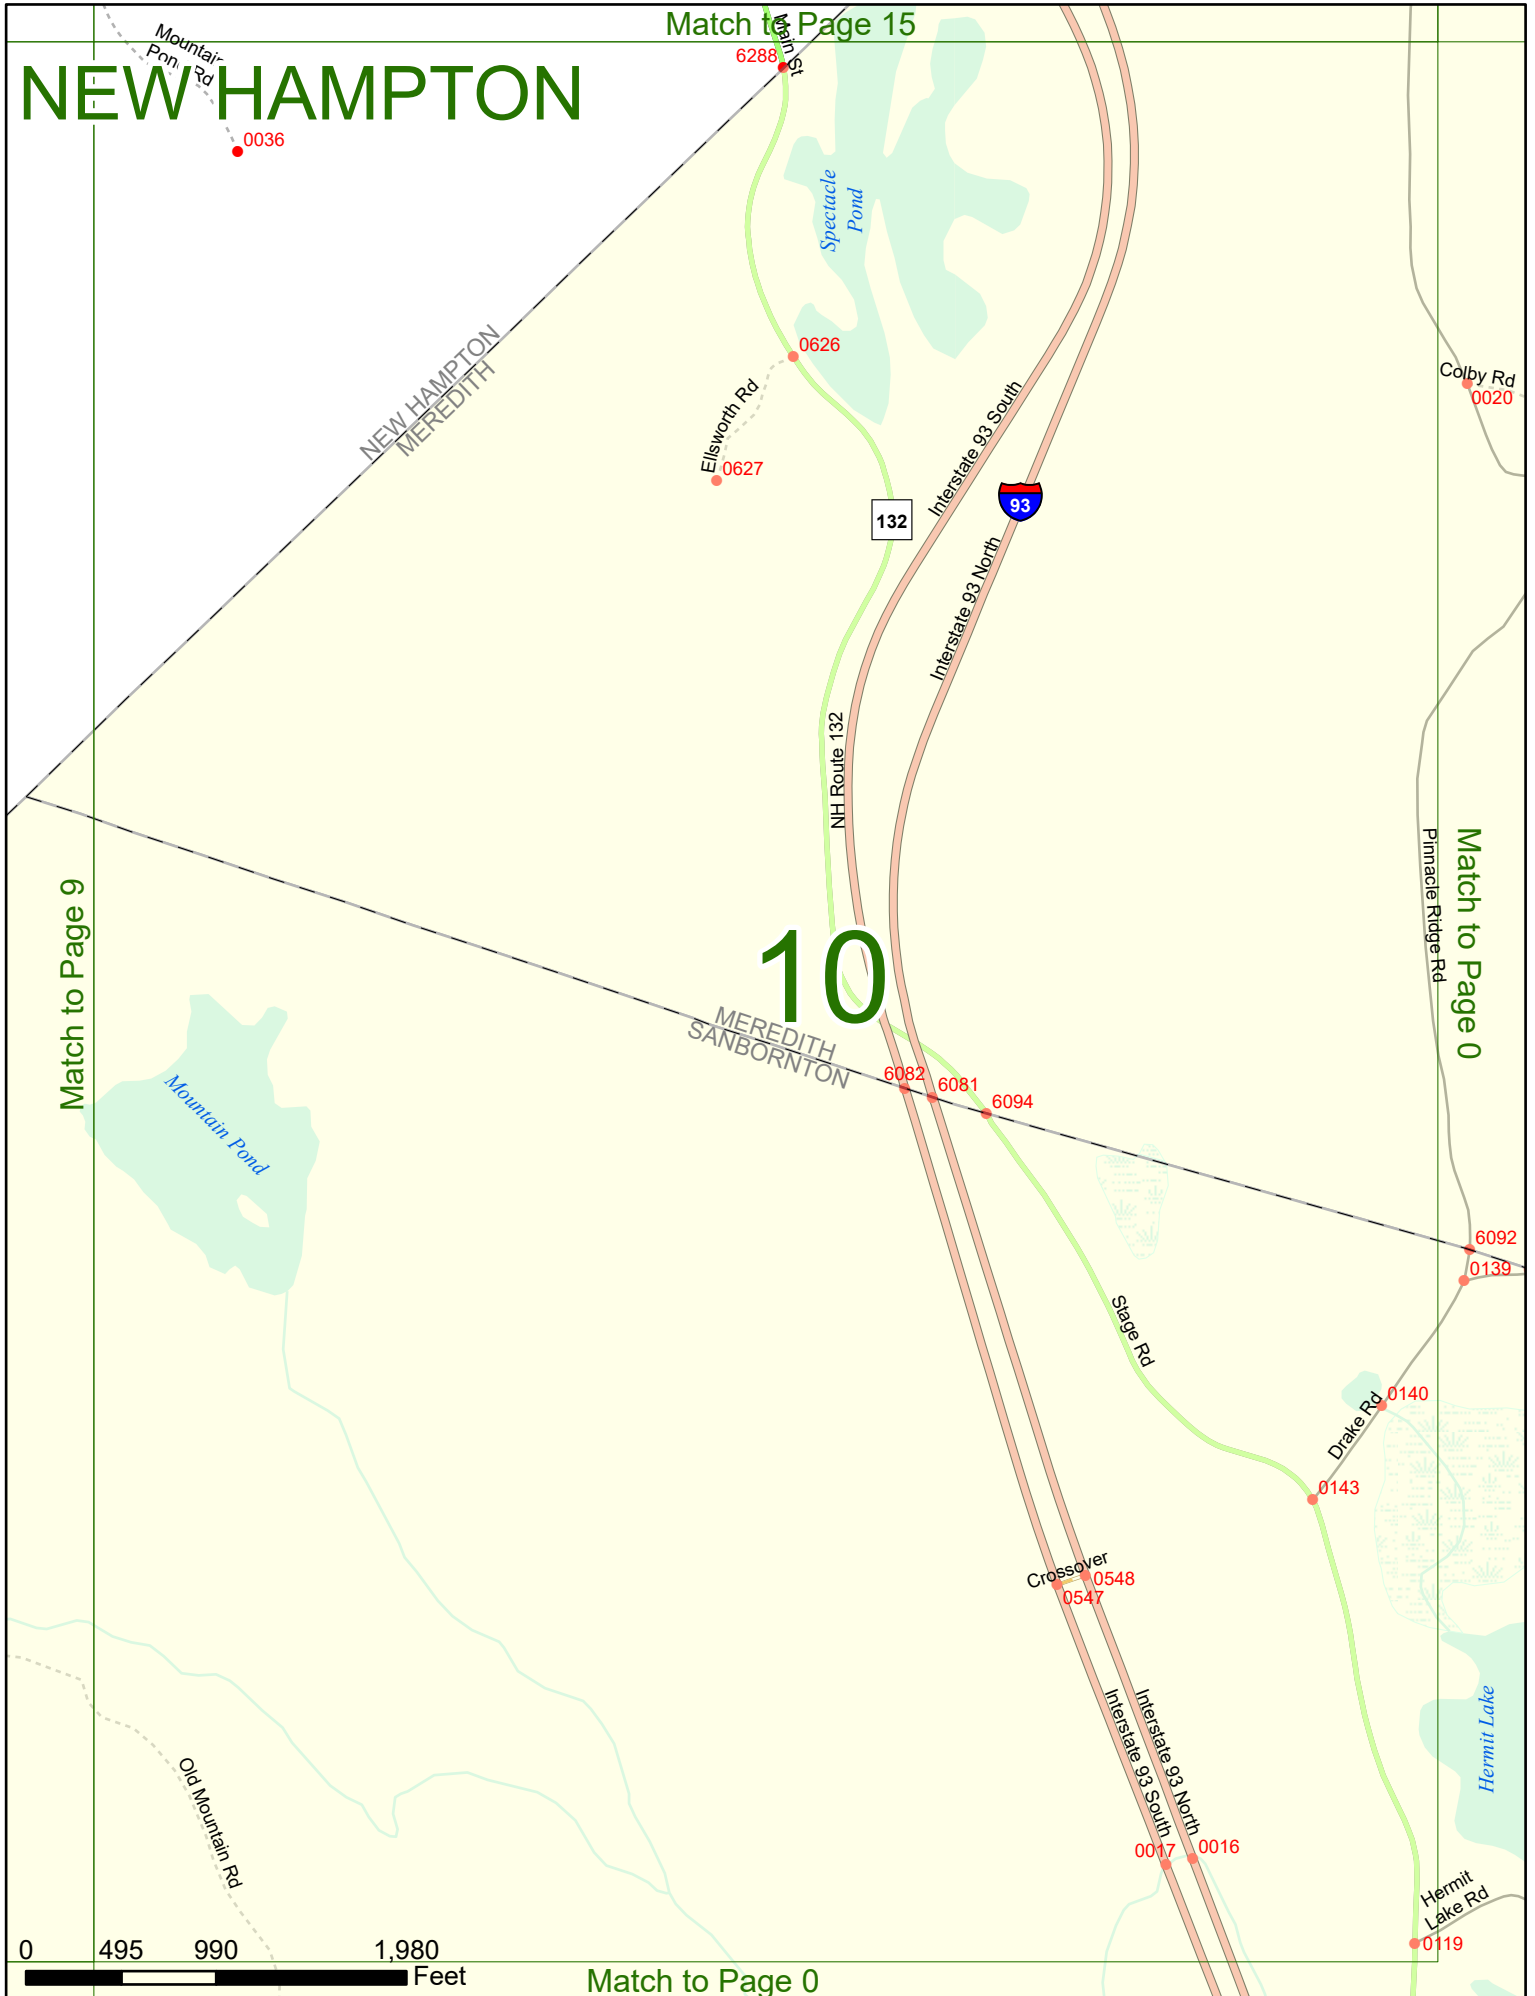 Match to Page 15
NEW HAMPTON
Mountain
Pond Rd
0036
6288
Main St
Spectacle
Pond
0626
Ellsworth Rd
0627
NEW HAMPTON
MEREDITH
132
Interstate 93 South
93
Interstate 93 North
Colby Rd
0020
NH Route 132
Pinnacle Ridge Rd
Match to Page 0
Match to Page 9
10
MEREDITH
SANBORNTON
6082
6081
6094
Mountain Pond
6092
0139
Stage Rd
0140
Drake Rd
0143
Crossover
0548
0547
Interstate 93 South
Interstate 93 North
Hermit Lake
Old Mountain Rd
0017
0016
Hermit
Lake Rd
0119
0 495 990 1,980
Feet
Match to Page 0